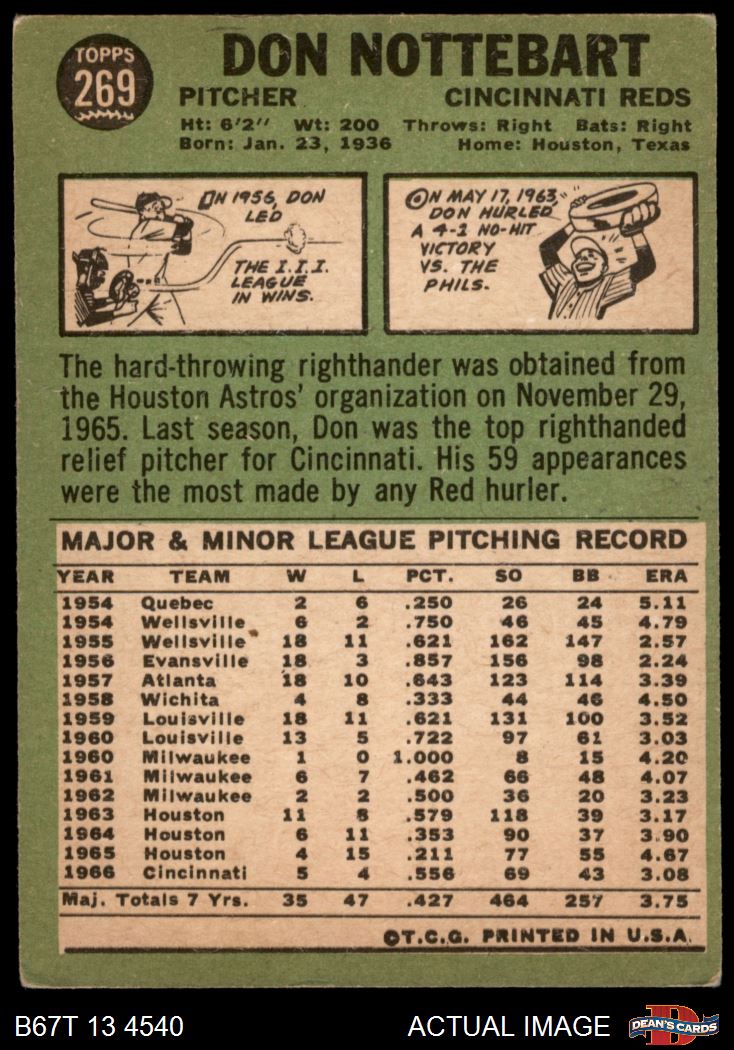 TOPPS
269
DON NOTTEBART
PITCHER CINCINNATI REDS
Ht: 6'2" Wt: 200 Throws: Right Bats: Right
Born: Jan. 23, 1936 Home: Houston, Texas
ON 1956, DON
LED
THE I.I.I.
LEAGUE
IN WINS.
ON MAY 17, 1963,
DON HURLED
A 4-1 NO-HIT
VICTORY
VS. THE
PHILS.
The hard-throwing righthander was obtained from
the Houston Astros' organization on November 29,
1965. Last season, Don was the top righthanded
relief pitcher for Cincinnati. His 59 appearances
were the most made by any Red hurler.
MAJOR & MINOR LEAGUE PITCHING RECORD
YEAR TEAM W L PCT. SO BB ERA
1954 Quebec 2 6 .250 26 24 5.11
1954 Wellsville 6 2 .750 46 45 4.79
1955 Wellsville 18 11 .621 162 147 2.57
1956 Evansville 18 3 .857 156 98 2.24
1957 Atlanta 18 10 .643 123 114 3.39
1958 Wichita 4 8 .333 44 46 4.50
1959 Louisville 18 11 .621 131 100 3.52
1960 Louisville 13 5 .722 97 61 3.03
1960 Milwaukee 1 0 1.000 8 15 4.20
1961 Milwaukee 6 7 .462 66 48 4.07
1962 Milwaukee 2 2 .500 36 20 3.23
1963 Houston 11 8 .579 118 39 3.17
1964 Houston 6 11 .353 90 37 3.90
1965 Houston 4 15 .211 77 55 4.67
1966 Cincinnati 5 4 .556 69 43 3.08
Maj. Totals 7 Yrs. 35 47 .427 464 257 3.75
©T.C.G. PRINTED IN U.S.A.
B67T 13 4540 ACTUAL IMAGE DEAN'S CARDS